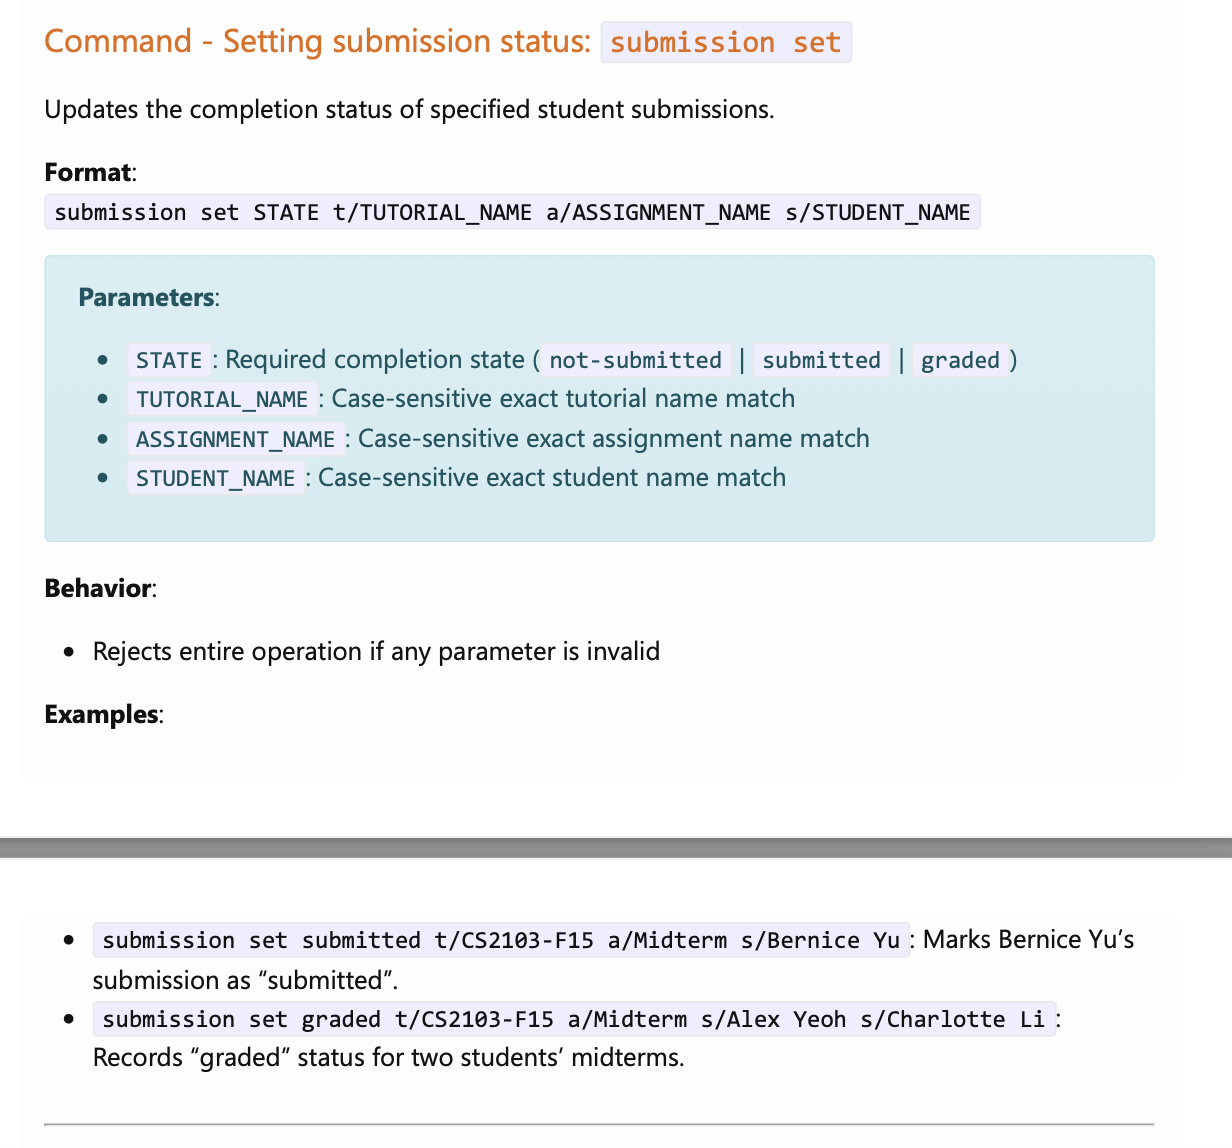 Command - Setting submission status: submission set
Updates the completion status of specified student submissions.
Format:
submission set STATE t/TUTORIAL_NAME a/ASSIGNMENT_NAME s/STUDENT_NAME
Parameters:
• STATE : Required completion state ( not-submitted | submitted | graded )
• TUTORIAL_NAME : Case-sensitive exact tutorial name match
• ASSIGNMENT_NAME : Case-sensitive exact assignment name match
• STUDENT_NAME : Case-sensitive exact student name match
Behavior:
• Rejects entire operation if any parameter is invalid
Examples:
• submission set submitted t/CS2103-F15 a/Midterm s/Bernice Yu : Marks Bernice Yu’s
submission as “submitted”.
• submission set graded t/CS2103-F15 a/Midterm s/Alex Yeoh s/Charlotte Li :
Records “graded” status for two students’ midterms.